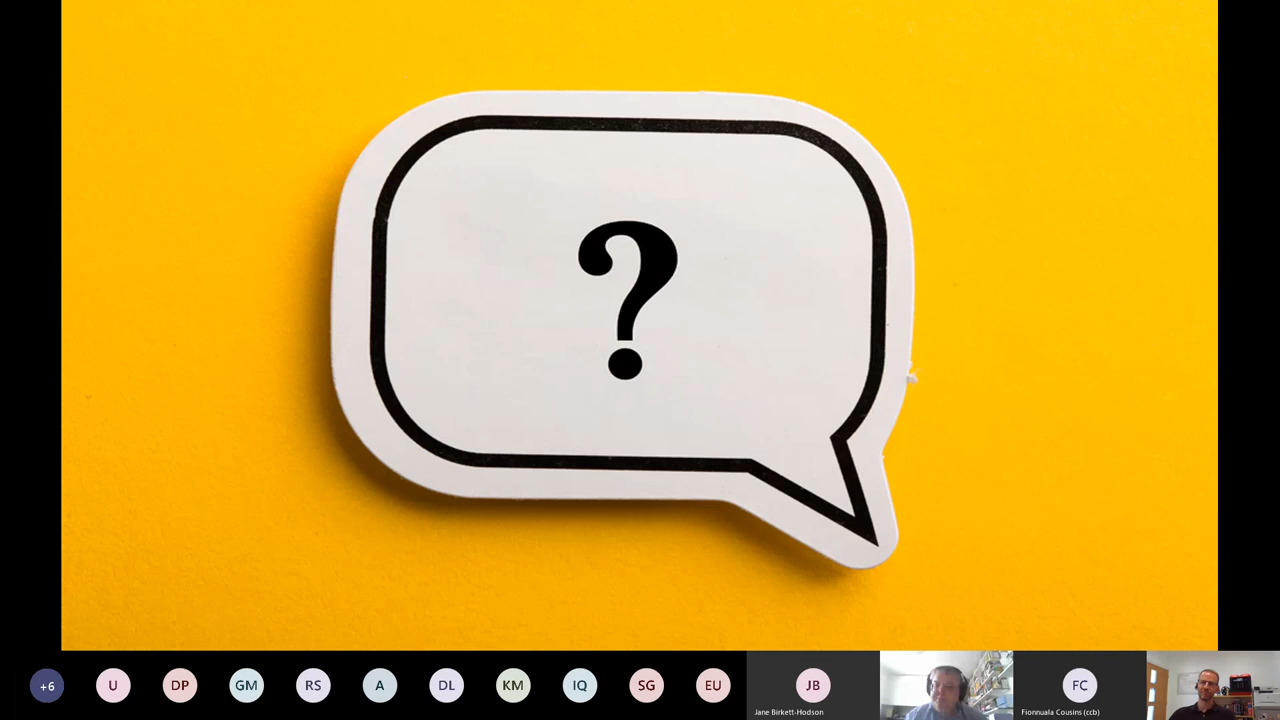 ?
+6 U DP GM RS A DL KM IQ SG EU JB FC
Jane Birkett-Hodson Fionnuala Cousins (ccb)